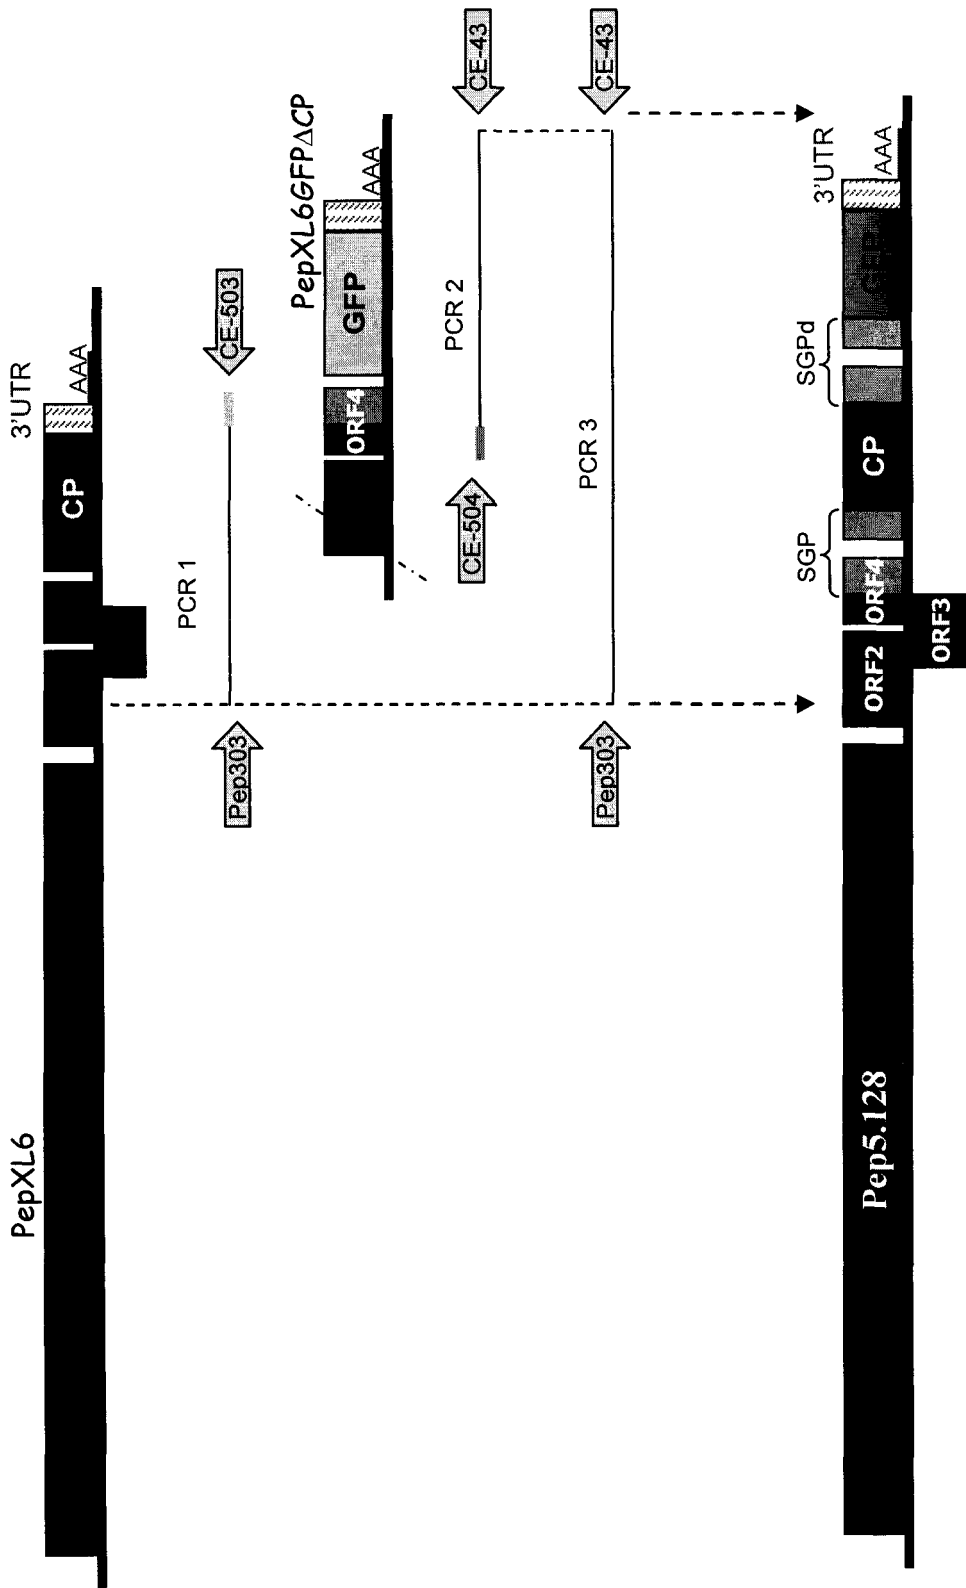 PepXL6
3'UTR
CP
AAA
PCR 1
CE-503
Pep303
PepXL6GFPΔCP
ORF4
GFP
AAA
CE-504
PCR 2
CE-43
Pep303
PCR 3
CE-43
SGP
SGPd
3'UTR
Pep5.128
ORF2
ORF4
CP
GFP
AAA
ORF3